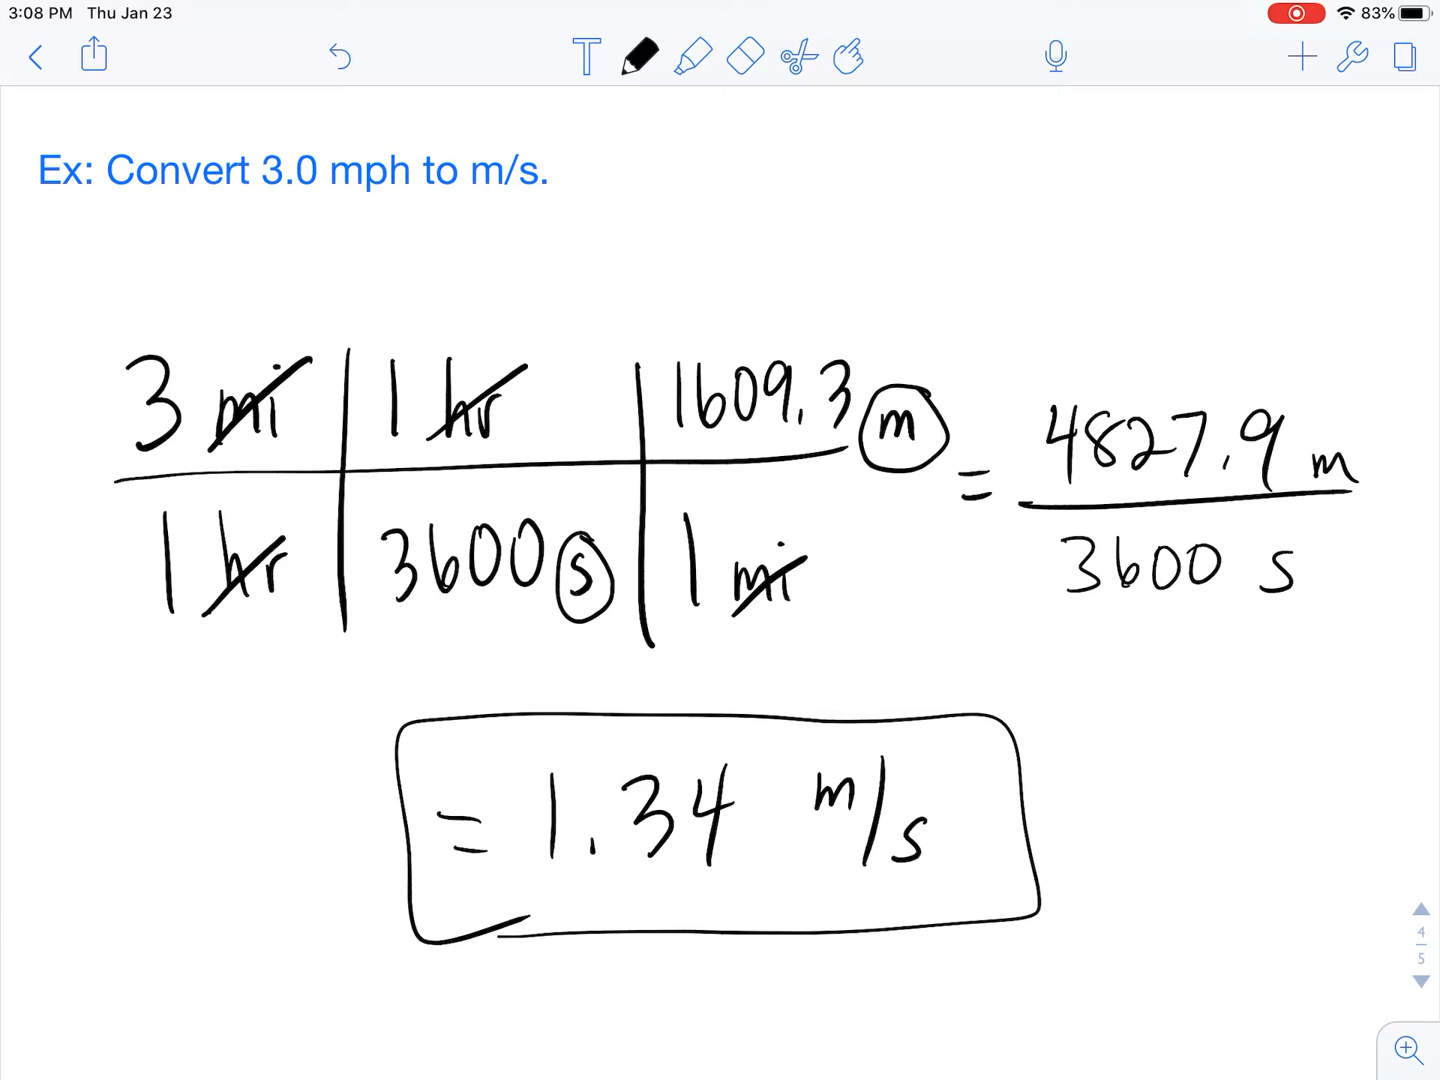 3:08 PM Thu Jan 23 83%
T
Ex: Convert 3.0 mph to m/s.
3 mi 1 hr 1609.3 m = 4827.9 m
1 hr 3600 s 1 mi 3600 s
= 1.34 m/s
4
5